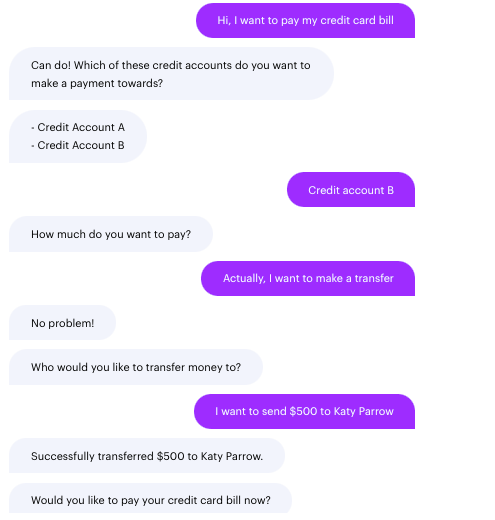 Hi, I want to pay my credit card bill
Can do! Which of these credit accounts do you want to
make a payment towards?
- Credit Account A
- Credit Account B
Credit account B
How much do you want to pay?
Actually, I want to make a transfer
No problem!
Who would you like to transfer money to?
I want to send $500 to Katy Parrow
Successfully transferred $500 to Katy Parrow.
Would you like to pay your credit card bill now?